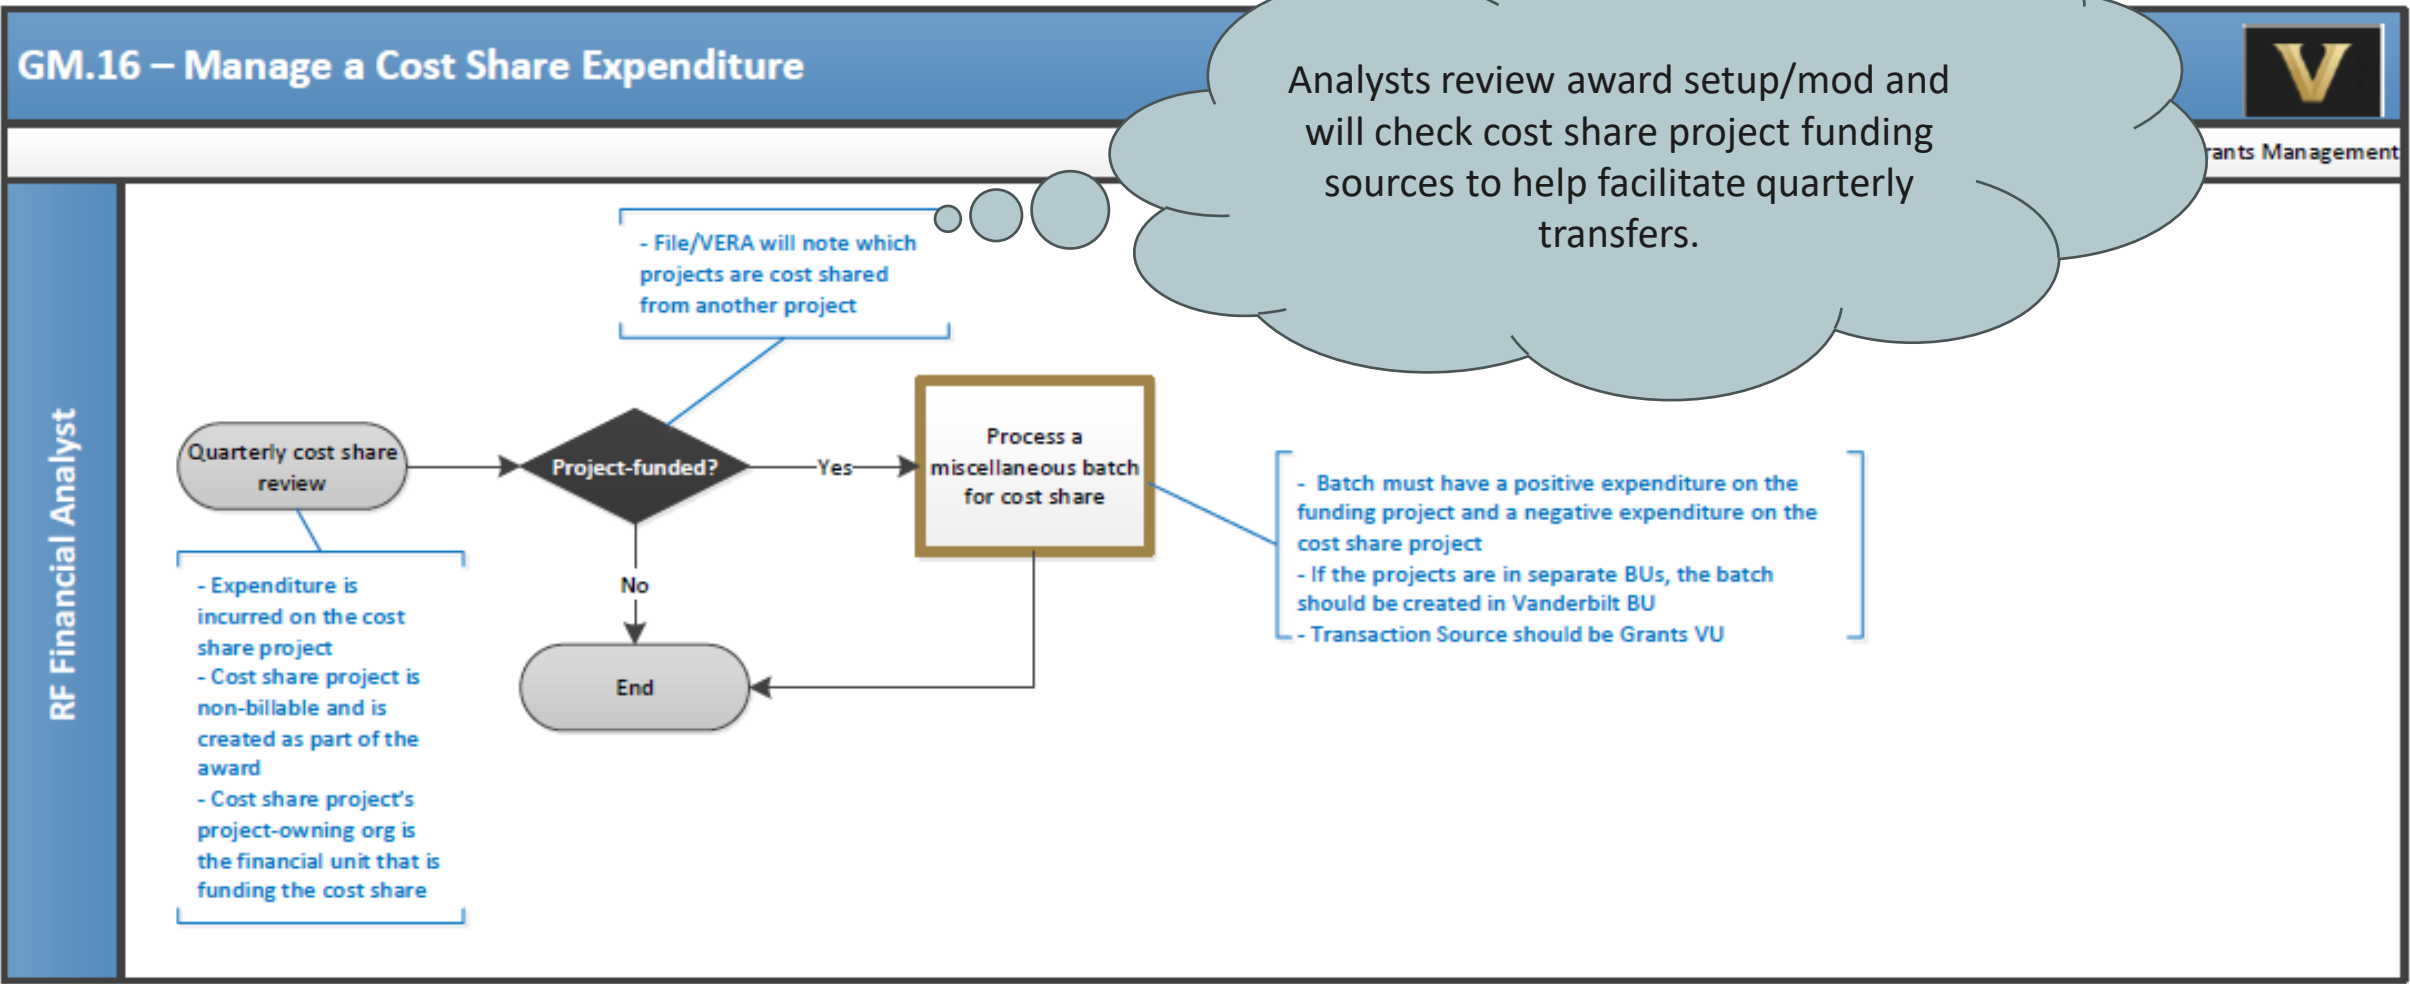 GM.16 – Manage a Cost Share Expenditure
Analysts review award setup/mod and
will check cost share project funding
sources to help facilitate quarterly
transfers.
V
Management
RF Financial Analyst
- File/VERA will note which
projects are cost shared
from another project
Quarterly cost share
review
Project-funded?
Yes
Process a
miscellaneous batch
for cost share
- Batch must have a positive expenditure on the
funding project and a negative expenditure on the
cost share project
- If the projects are in separate BUs, the batch
should be created in Vanderbilt BU
- Transaction Source should be Grants VU
No
End
- Expenditure is
incurred on the cost
share project
- Cost share project is
non-billable and is
created as part of the
award
- Cost share project's
project-owning org is
the financial unit that is
funding the cost share